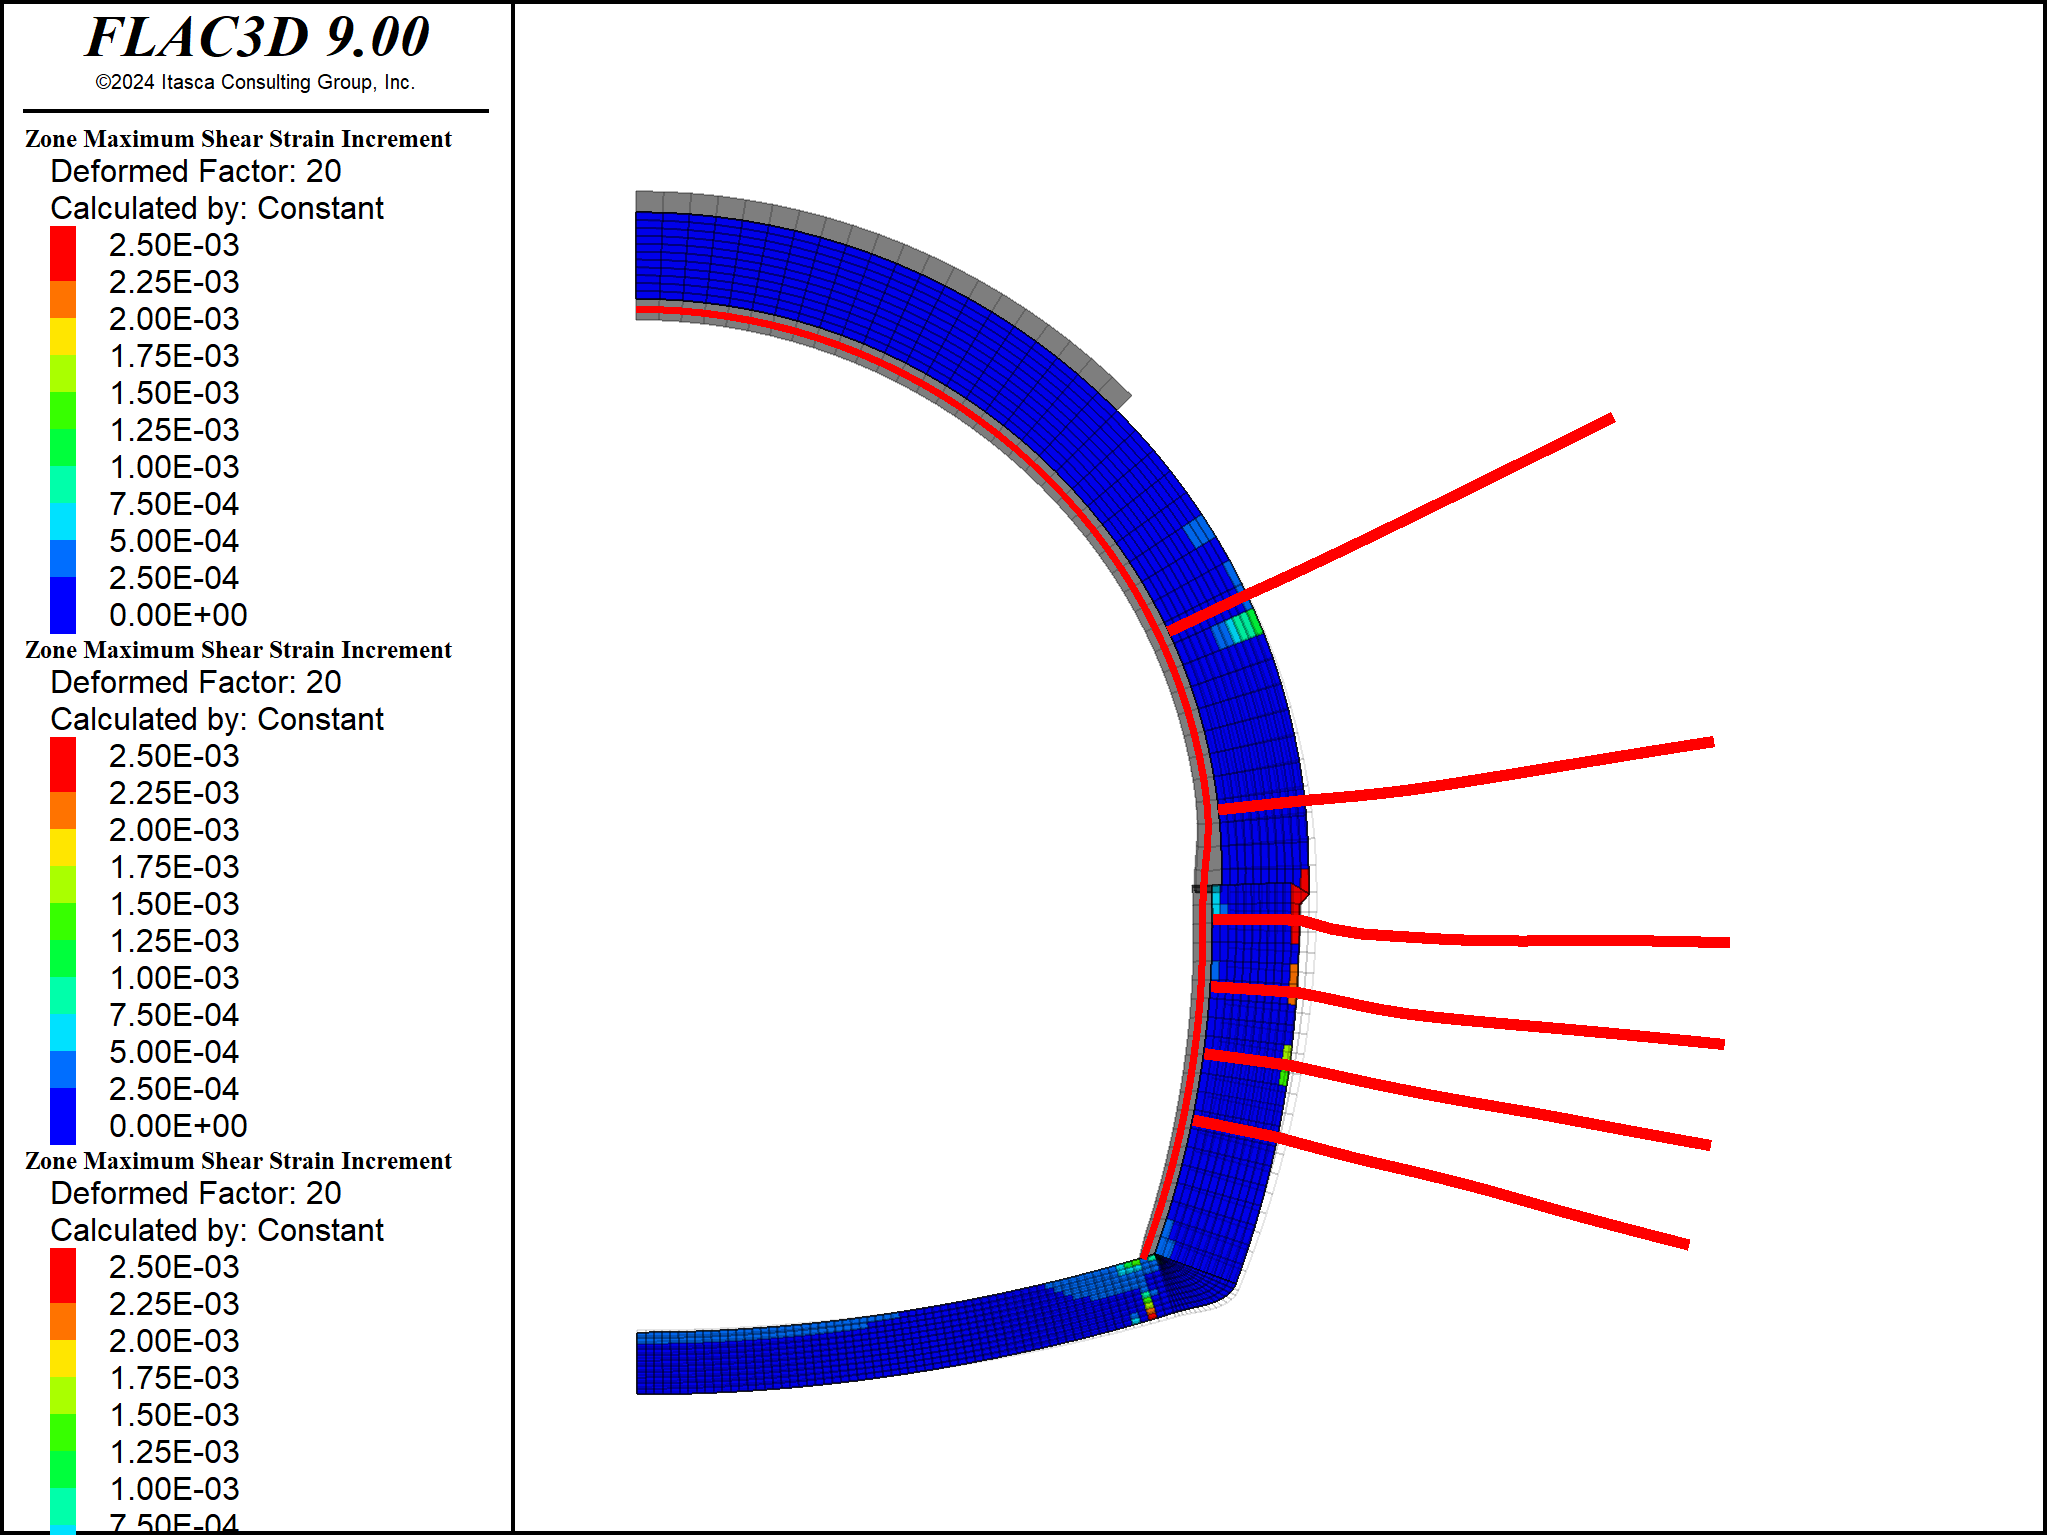 FLAC3D 9.00
©2024 Itasca Consulting Group, Inc.
Zone Maximum Shear Strain Increment
Deformed Factor: 20
Calculated by: Constant
2.50E-03
2.25E-03
2.00E-03
1.75E-03
1.50E-03
1.25E-03
1.00E-03
7.50E-04
5.00E-04
2.50E-04
0.00E+00
Zone Maximum Shear Strain Increment
Deformed Factor: 20
Calculated by: Constant
2.50E-03
2.25E-03
2.00E-03
1.75E-03
1.50E-03
1.25E-03
1.00E-03
7.50E-04
5.00E-04
2.50E-04
0.00E+00
Zone Maximum Shear Strain Increment
Deformed Factor: 20
Calculated by: Constant
2.50E-03
2.25E-03
2.00E-03
1.75E-03
1.50E-03
1.25E-03
1.00E-03
7.50E-04